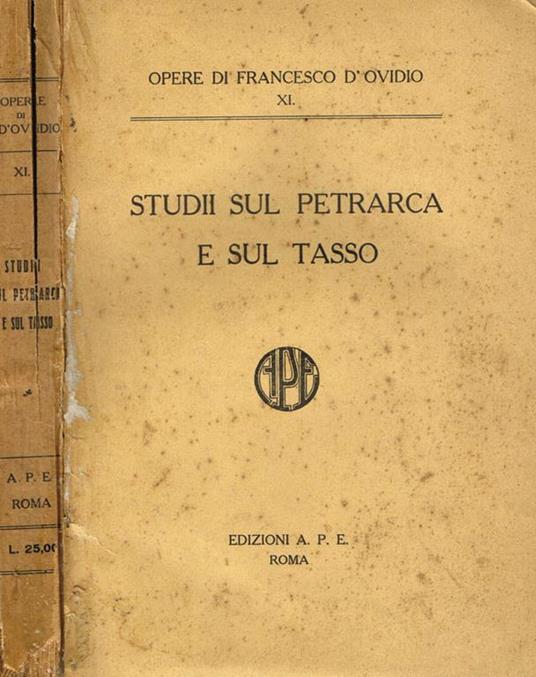 OPERE
DI
D'OVIDIO
XI.
STUDII
SUL PETRARCA
E SUL TASSO
A. P. E.
ROMA
L. 25,00
OPERE DI FRANCESCO D'OVIDIO
XI.
STUDII SUL PETRARCA
E SUL TASSO
APE
EDIZIONI A. P. E.
ROMA